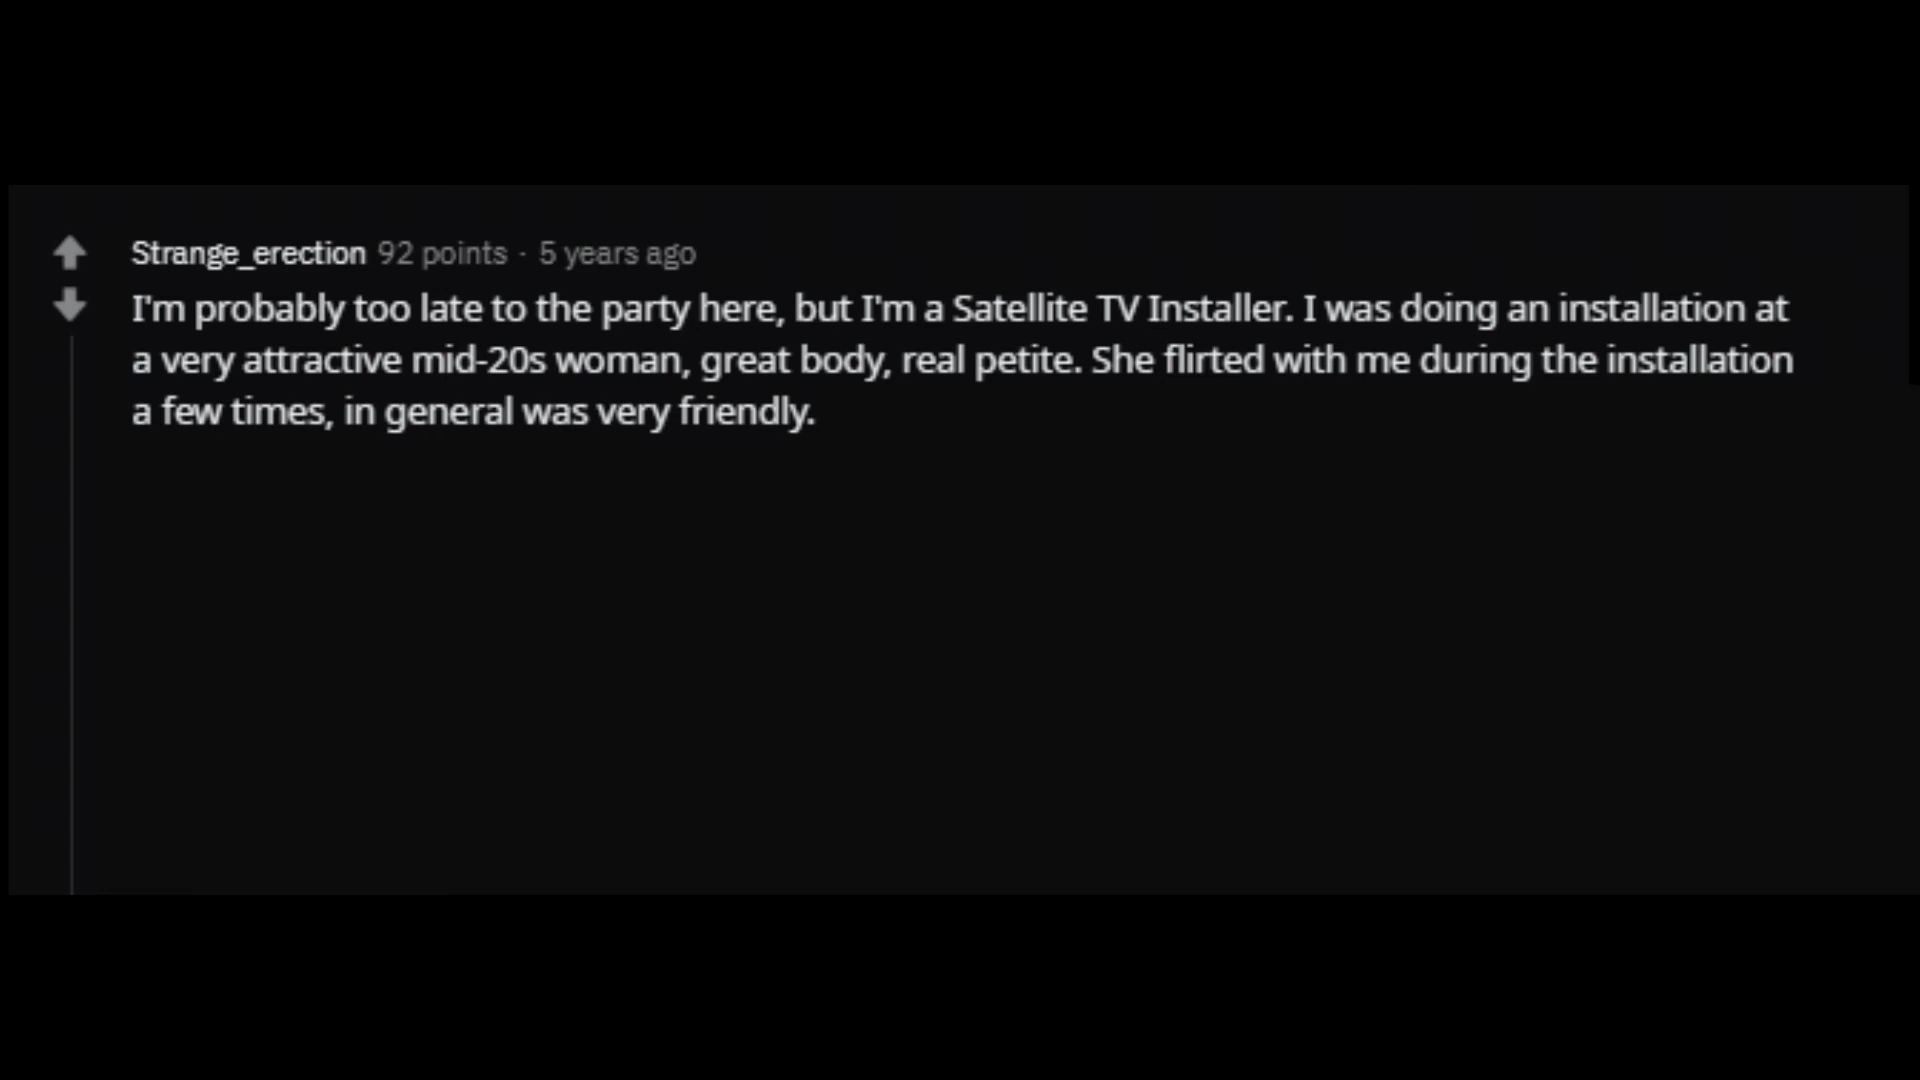 Strange_erection 92 points · 5 years ago
I'm probably too late to the party here, but I'm a Satellite TV Installer. I was doing an installation at
a very attractive mid-20s woman, great body, real petite. She flirted with me during the installation
a few times, in general was very friendly.